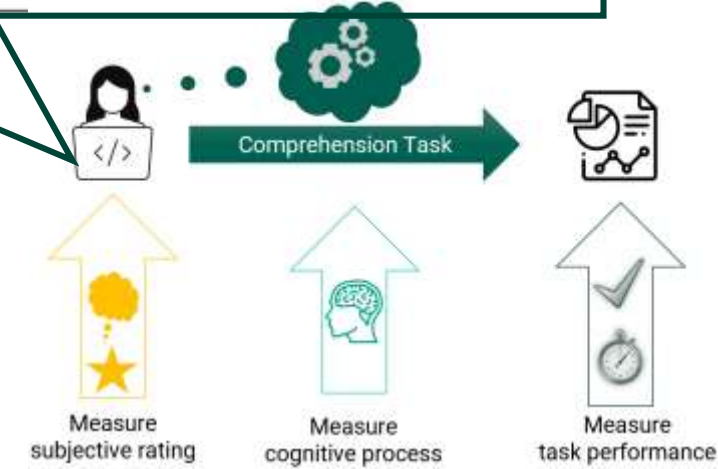 </>
Comprehension Task
Measure
subjective rating
Measure
cognitive process
Measure
task performance